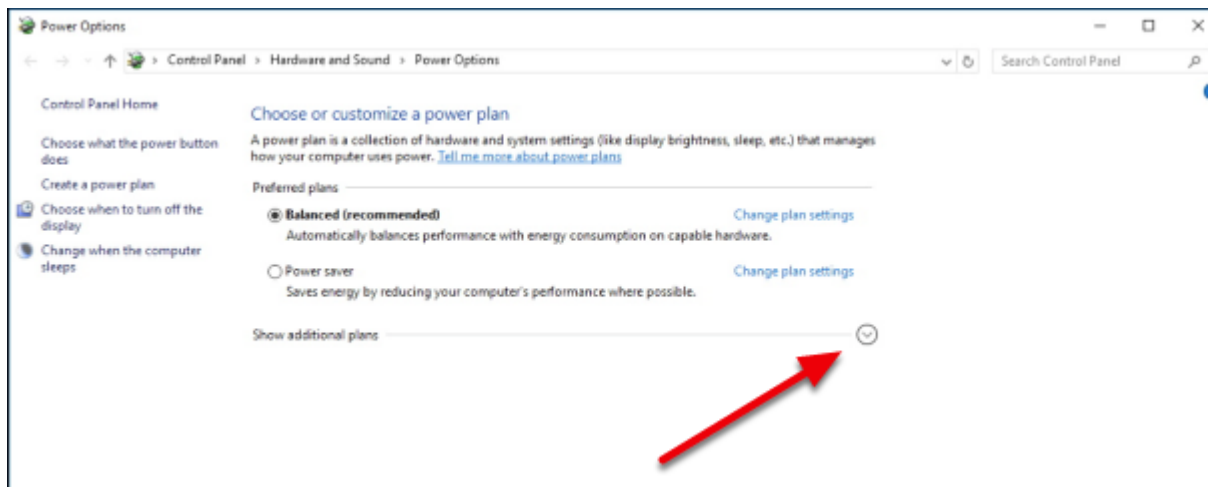 Power Options
Control Panel > Hardware and Sound > Power Options
Search Control Panel
Control Panel Home
Choose what the power button
does
Create a power plan
Choose when to turn off the
display
Change when the computer
sleeps
Choose or customize a power plan
A power plan is a collection of hardware and system settings (like display brightness, sleep, etc.) that manages
how your computer uses power. Tell me more about power plans
Preferred plans
Balanced (recommended) Change plan settings
Automatically balances performance with energy consumption on capable hardware.
Power saver Change plan settings
Saves energy by reducing your computer's performance where possible.
Show additional plans